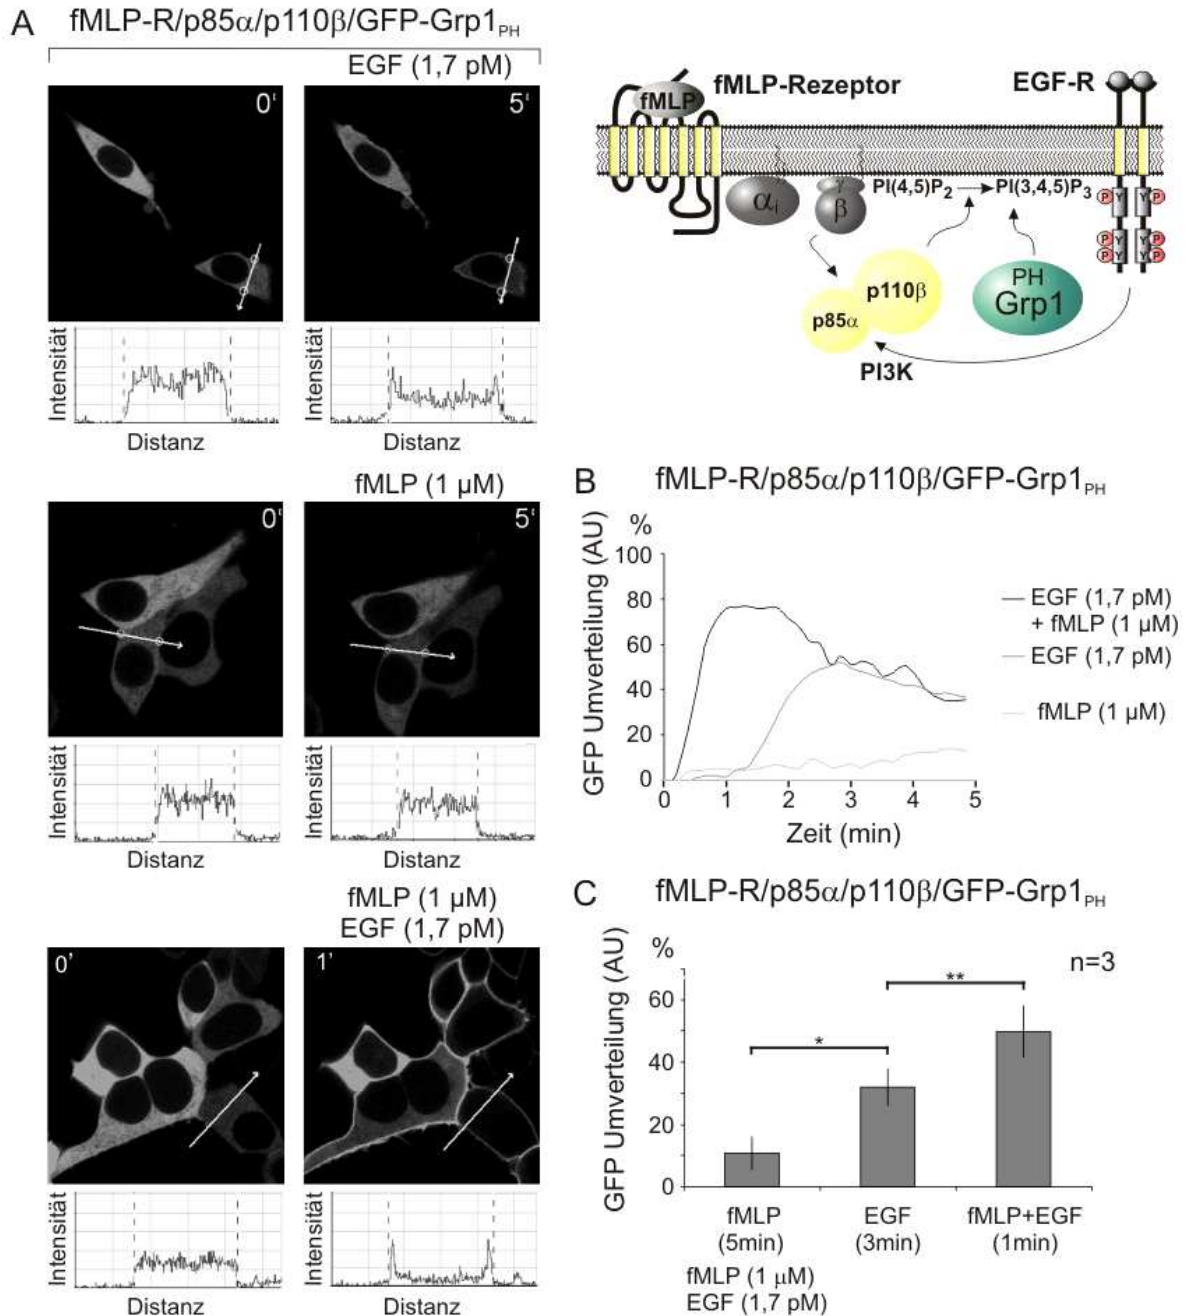 A fMLP-R/p85α/p110β/GFP-Grp1PH
EGF (1,7 pM)
0‘
5‘
Intensität
Distanz
Intensität
Distanz
fMLP (1 µM)
0‘
5‘
Intensität
Distanz
Intensität
Distanz
fMLP (1 µM)
EGF (1,7 pM)
0’
1’
Intensität
Distanz
Intensität
Distanz
fMLP
fMLP-Rezeptor
EGF-R
αi
γ
β
PI(4,5)P2
PI(3,4,5)P3
P Y Y P
P Y Y P
P P
p110β
p85α
PI3K
PH
Grp1
B fMLP-R/p85α/p110β/GFP-Grp1PH
%
GFP Umverteilung (AU)
100
80
60
40
20
0
0 1 2 3 4 5
Zeit (min)
EGF (1,7 pM)
+ fMLP (1 µM)
EGF (1,7 pM)
fMLP (1 µM)
C fMLP-R/p85α/p110β/GFP-Grp1PH
%
n=3
GFP Umverteilung (AU)
60
40
20
0
*
**
fMLP EGF fMLP+EGF
(5min) (3min) (1min)
fMLP (1 µM)
EGF (1,7 pM)